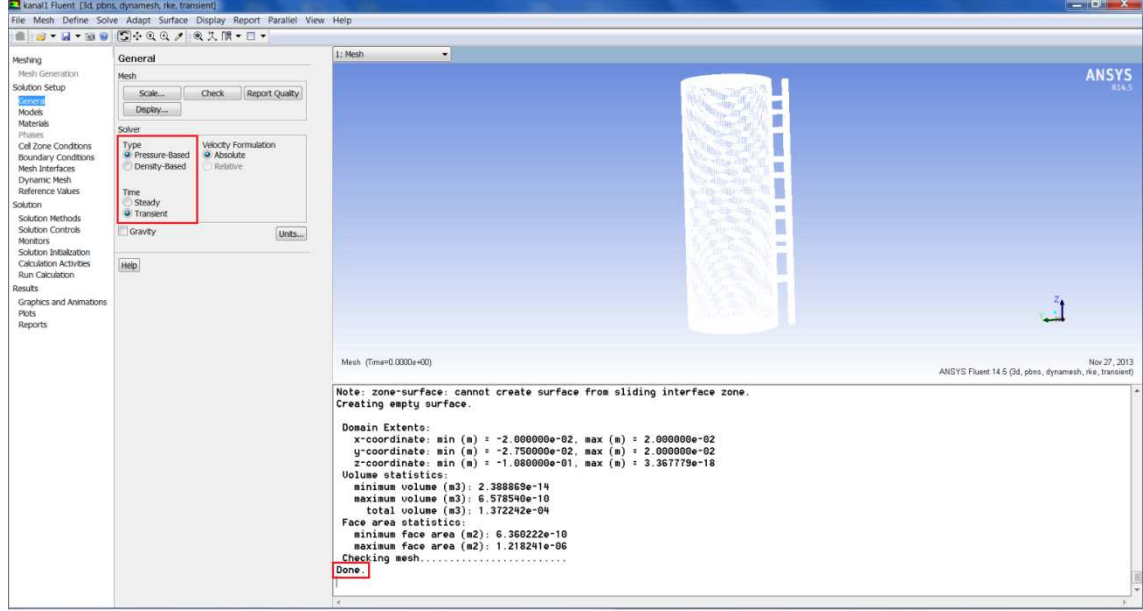 kanal1 Fluent [3d, pbns, dynamesh, rke, transient]
File Mesh Define Solve Adapt Surface Display Report Parallel View Help
Meshing
Mesh Generation
Solution Setup
General
Models
Materials
Phases
Cell Zone Conditions
Boundary Conditions
Mesh Interfaces
Dynamic Mesh
Reference Values
Solution
Solution Methods
Solution Controls
Monitors
Solution Initialization
Calculation Activities
Run Calculation
Results
Graphics and Animations
Plots
Reports
General
Mesh
Scale... Check Report Quality
Display...
Solver
Type Velocity Formulation
Pressure-Based Absolute
Density-Based Relative
Time
Steady
Transient
Gravity Units...
Help
1: Mesh
ANSYS
R14.5
Z
Y
Mesh (Time=0.0000e+00)
Nov 27, 2013
ANSYS Fluent 14.5 (3d, pbns, dynamesh, rke, transient)
Note: zone-surface: cannot create surface from sliding interface zone.
Creating empty surface.
Domain Extents:
x-coordinate: min (m) = -2.000000e-02, max (m) = 2.000000e-02
y-coordinate: min (m) = -2.750000e-02, max (m) = 2.000000e-02
z-coordinate: min (m) = -1.080000e-01, max (m) = 3.367779e-18
Volume statistics:
minimum volume (m3): 2.388869e-14
maximum volume (m3): 6.578540e-10
total volume (m3): 1.372242e-04
Face area statistics:
minimum face area (m2): 6.360222e-10
maximum face area (m2): 1.218241e-06
Checking mesh.........................
Done.